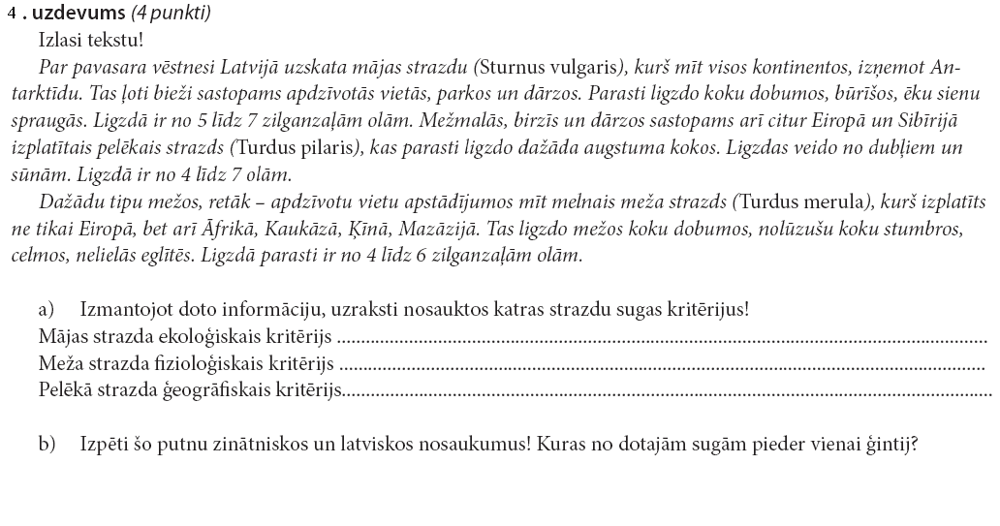 4 . uzdevums (4 punkti)
Izlasi tekstu!
Par pavasara vēstnesi Latvijā uzskata mājas strazdu (Sturnus vulgaris), kurš mīt visos kontinentos, izņemot An-
tarktīdu. Tas ļoti bieži sastopams apdzīvotās vietās, parkos un dārzos. Parasti ligzdo koku dobumos, būrīšos, ēku sienu
spraugās. Ligzdā ir no 5 līdz 7 zilganzaļām olām. Mežmalās, birzīs un dārzos sastopams arī citur Eiropā un Sibīrijā
izplatītais pelēkais strazds (Turdus pilaris), kas parasti ligzdo dažāda augstuma kokos. Ligzdas veido no dubļiem un
sūnām. Ligzdā ir no 4 līdz 7 olām.
Dažādu tipu mežos, retāk – apdzīvotu vietu apstādījumos mīt melnais meža strazds (Turdus merula), kurš izplatīts
ne tikai Eiropā, bet arī Āfrikā, Kaukāzā, Ķīnā, Mazāzijā. Tas ligzdo mežos koku dobumos, nolūzušu koku stumbros,
celmos, nelielās eglītēs. Ligzdā parasti ir no 4 līdz 6 zilganzaļām olām.
a) Izmantojot doto informāciju, uzraksti nosauktos katras strazdu sugas kritērijus!
Mājas strazda ekoloģiskais kritērijs ........................................................................................................................................
Meža strazda fizioloģiskais kritērijs ........................................................................................................................................
Pelēkā strazda ģeogrāfiskais kritērijs........................................................................................................................................
b) Izpēti šo putnu zinātniskos un latviskos nosaukumus! Kuras no dotajām sugām pieder vienai ģintij?